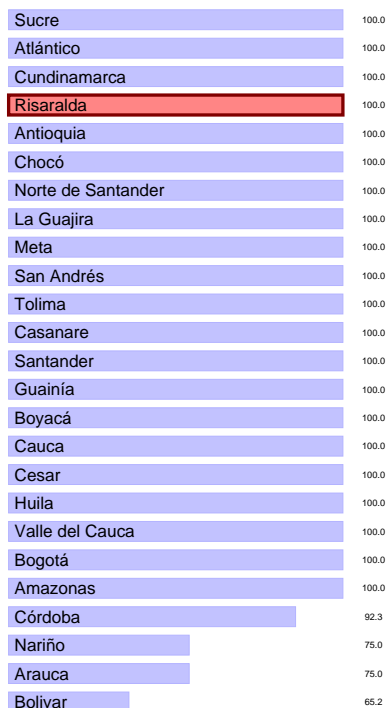 Sucre 100.0
Atlántico 100.0
Cundinamarca 100.0
Risaralda 100.0
Antioquia 100.0
Chocó 100.0
Norte de Santander 100.0
La Guajira 100.0
Meta 100.0
San Andrés 100.0
Tolima 100.0
Casanare 100.0
Santander 100.0
Guainía 100.0
Boyacá 100.0
Cauca 100.0
Cesar 100.0
Huila 100.0
Valle del Cauca 100.0
Bogotá 100.0
Amazonas 100.0
Córdoba 92.3
Nariño 75.0
Arauca 75.0
Bolivar 65.2